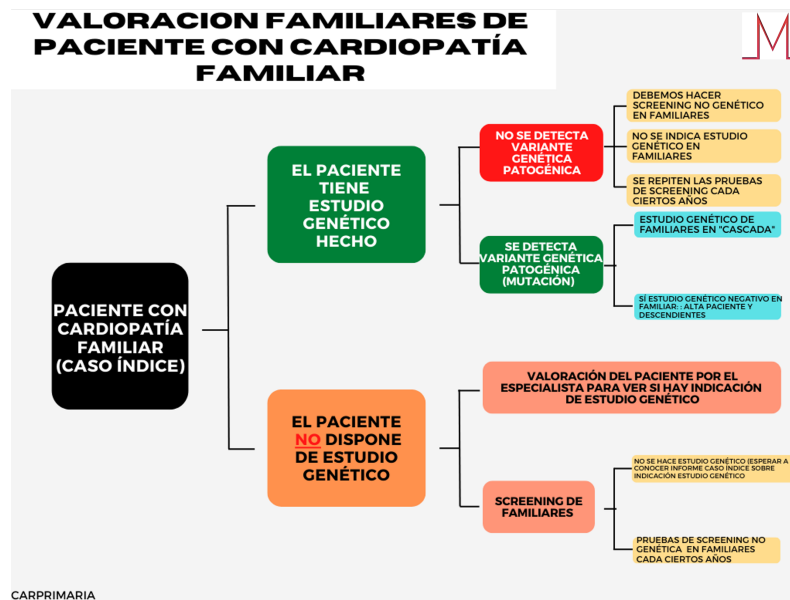 VALORACION FAMILIARES DE
PACIENTE CON CARDIOPATÍA
FAMILIAR
M
PACIENTE CON
CARDIOPATÍA
FAMILIAR
(CASO ÍNDICE)
EL PACIENTE
TIENE
ESTUDIO
GENÉTICO
HECHO
NO SE DETECTA
VARIANTE
GENÉTICA
PATOGÉNICA
DEBEMOS HACER
SCREENING NO GENÉTICO
EN FAMILIARES
NO SE INDICA ESTUDIO
GENÉTICO EN
FAMILIARES
SE REPITEN LAS PRUEBAS
DE SCREENING CADA
CIERTOS AÑOS
SE DETECTA
VARIANTE GENÉTICA
PATOGÉNICA
(MUTACIÓN)
ESTUDIO GENÉTICO DE
FAMILIARES EN "CASCADA"
SÍ ESTUDIO GENÉTICO NEGATIVO EN
FAMILIAR: : ALTA PACIENTE Y
DESCENDIENTES
EL PACIENTE
NO DISPONE
DE ESTUDIO
GENÉTICO
VALORACIÓN DEL PACIENTE POR EL
ESPECIALISTA PARA VER SI HAY INDICACIÓN
DE ESTUDIO GENÉTICO
SCREENING DE
FAMILIARES
NO SE HACE ESTUDIO GENÉTICO (ESPERAR A
CONOCER INFORME CASO ÍNDICE SOBRE
INDICACIÓN ESTUDIO GENÉTICO
PRUEBAS DE SCREENING NO
GENÉTICA EN FAMILIARES
CADA CIERTOS AÑOS
CARPRIMARIA